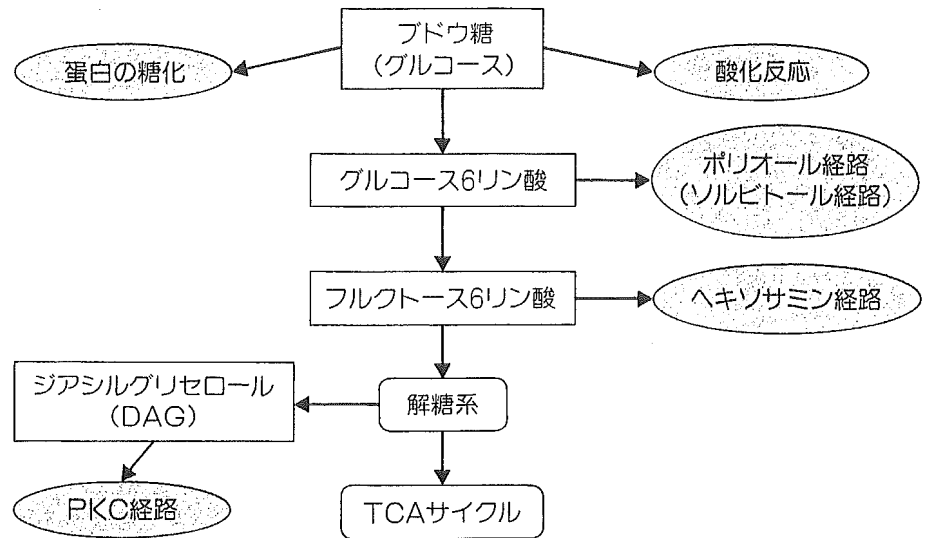 ブドウ糖
(グルコース)
蛋白の糖化
酸化反応
グルコース6リン酸
ポリオール経路
(ソルビトール経路)
フルクトース6リン酸
ヘキソサミン経路
ジアシルグリセロール
(DAG)
解糖系
PKC経路
TCAサイクル